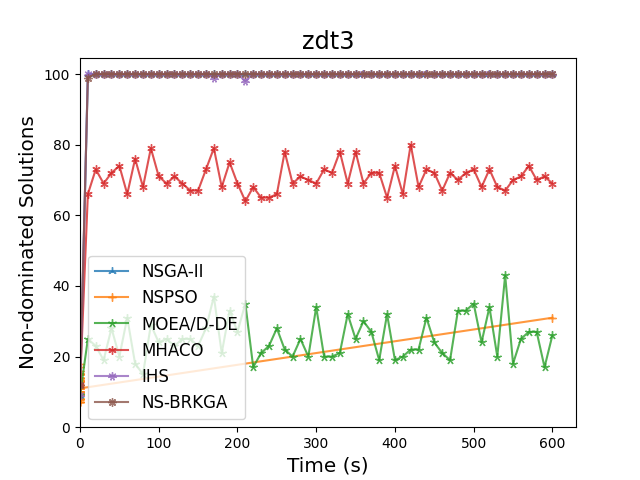 zdt3
Non-dominated Solutions
100
80
60
40
20
0
NSGA-II
NSPSO
MOEA/D-DE
MHACO
IHS
NS-BRKGA
0 100 200 300 400 500 600
Time (s)